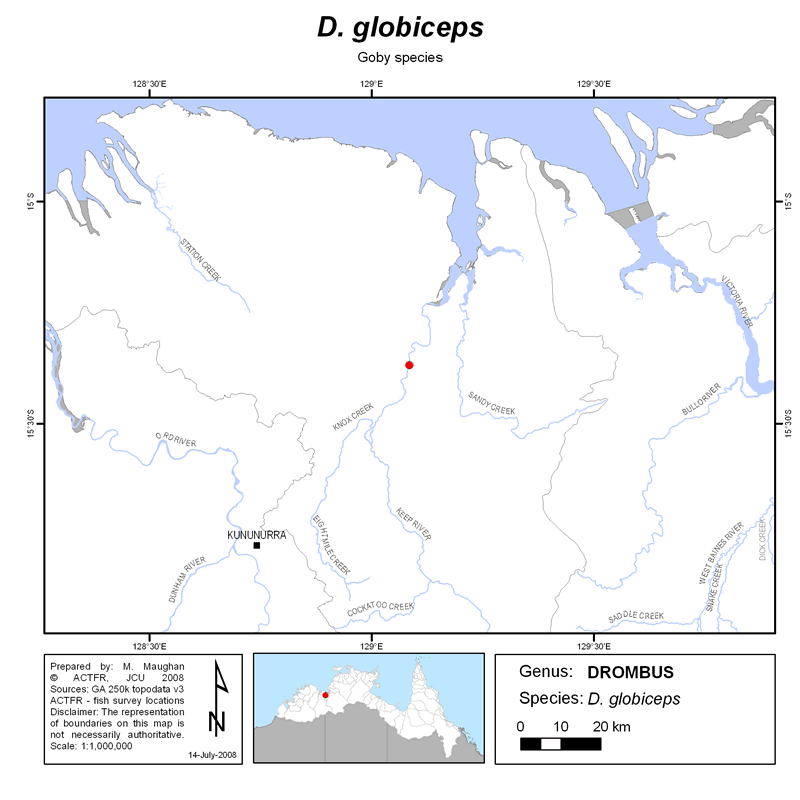 D. globiceps
Goby species
128°30'E 129°E 129°30'E
15°S 15°S
STATION CREEK
VICTORIA RIVER
SANDY CREEK
BULLO RIVER
KNOX CREEK
15°30'S 15°30'S
ORD RIVER
KEEP RIVER
EIGHTMILE CREEK
KUNUNURRA
WEST BAINES RIVER
DICK CREEK
DUNHAM RIVER
SNAKE CREEK
COCKATOO CREEK
SADDLE CREEK
128°30'E 129°E 129°30'E
Prepared by: M. Maughan
© ACTFR, JCU 2008
Sources: GA 250k topodata v3
ACTFR - fish survey locations
Disclaimer: The representation
of boundaries on this map is
not necessarily authoritative.
Scale: 1:1,000,000
N
14-July-2008
Genus: DROMBUS
Species: D. globiceps
0 10 20 km